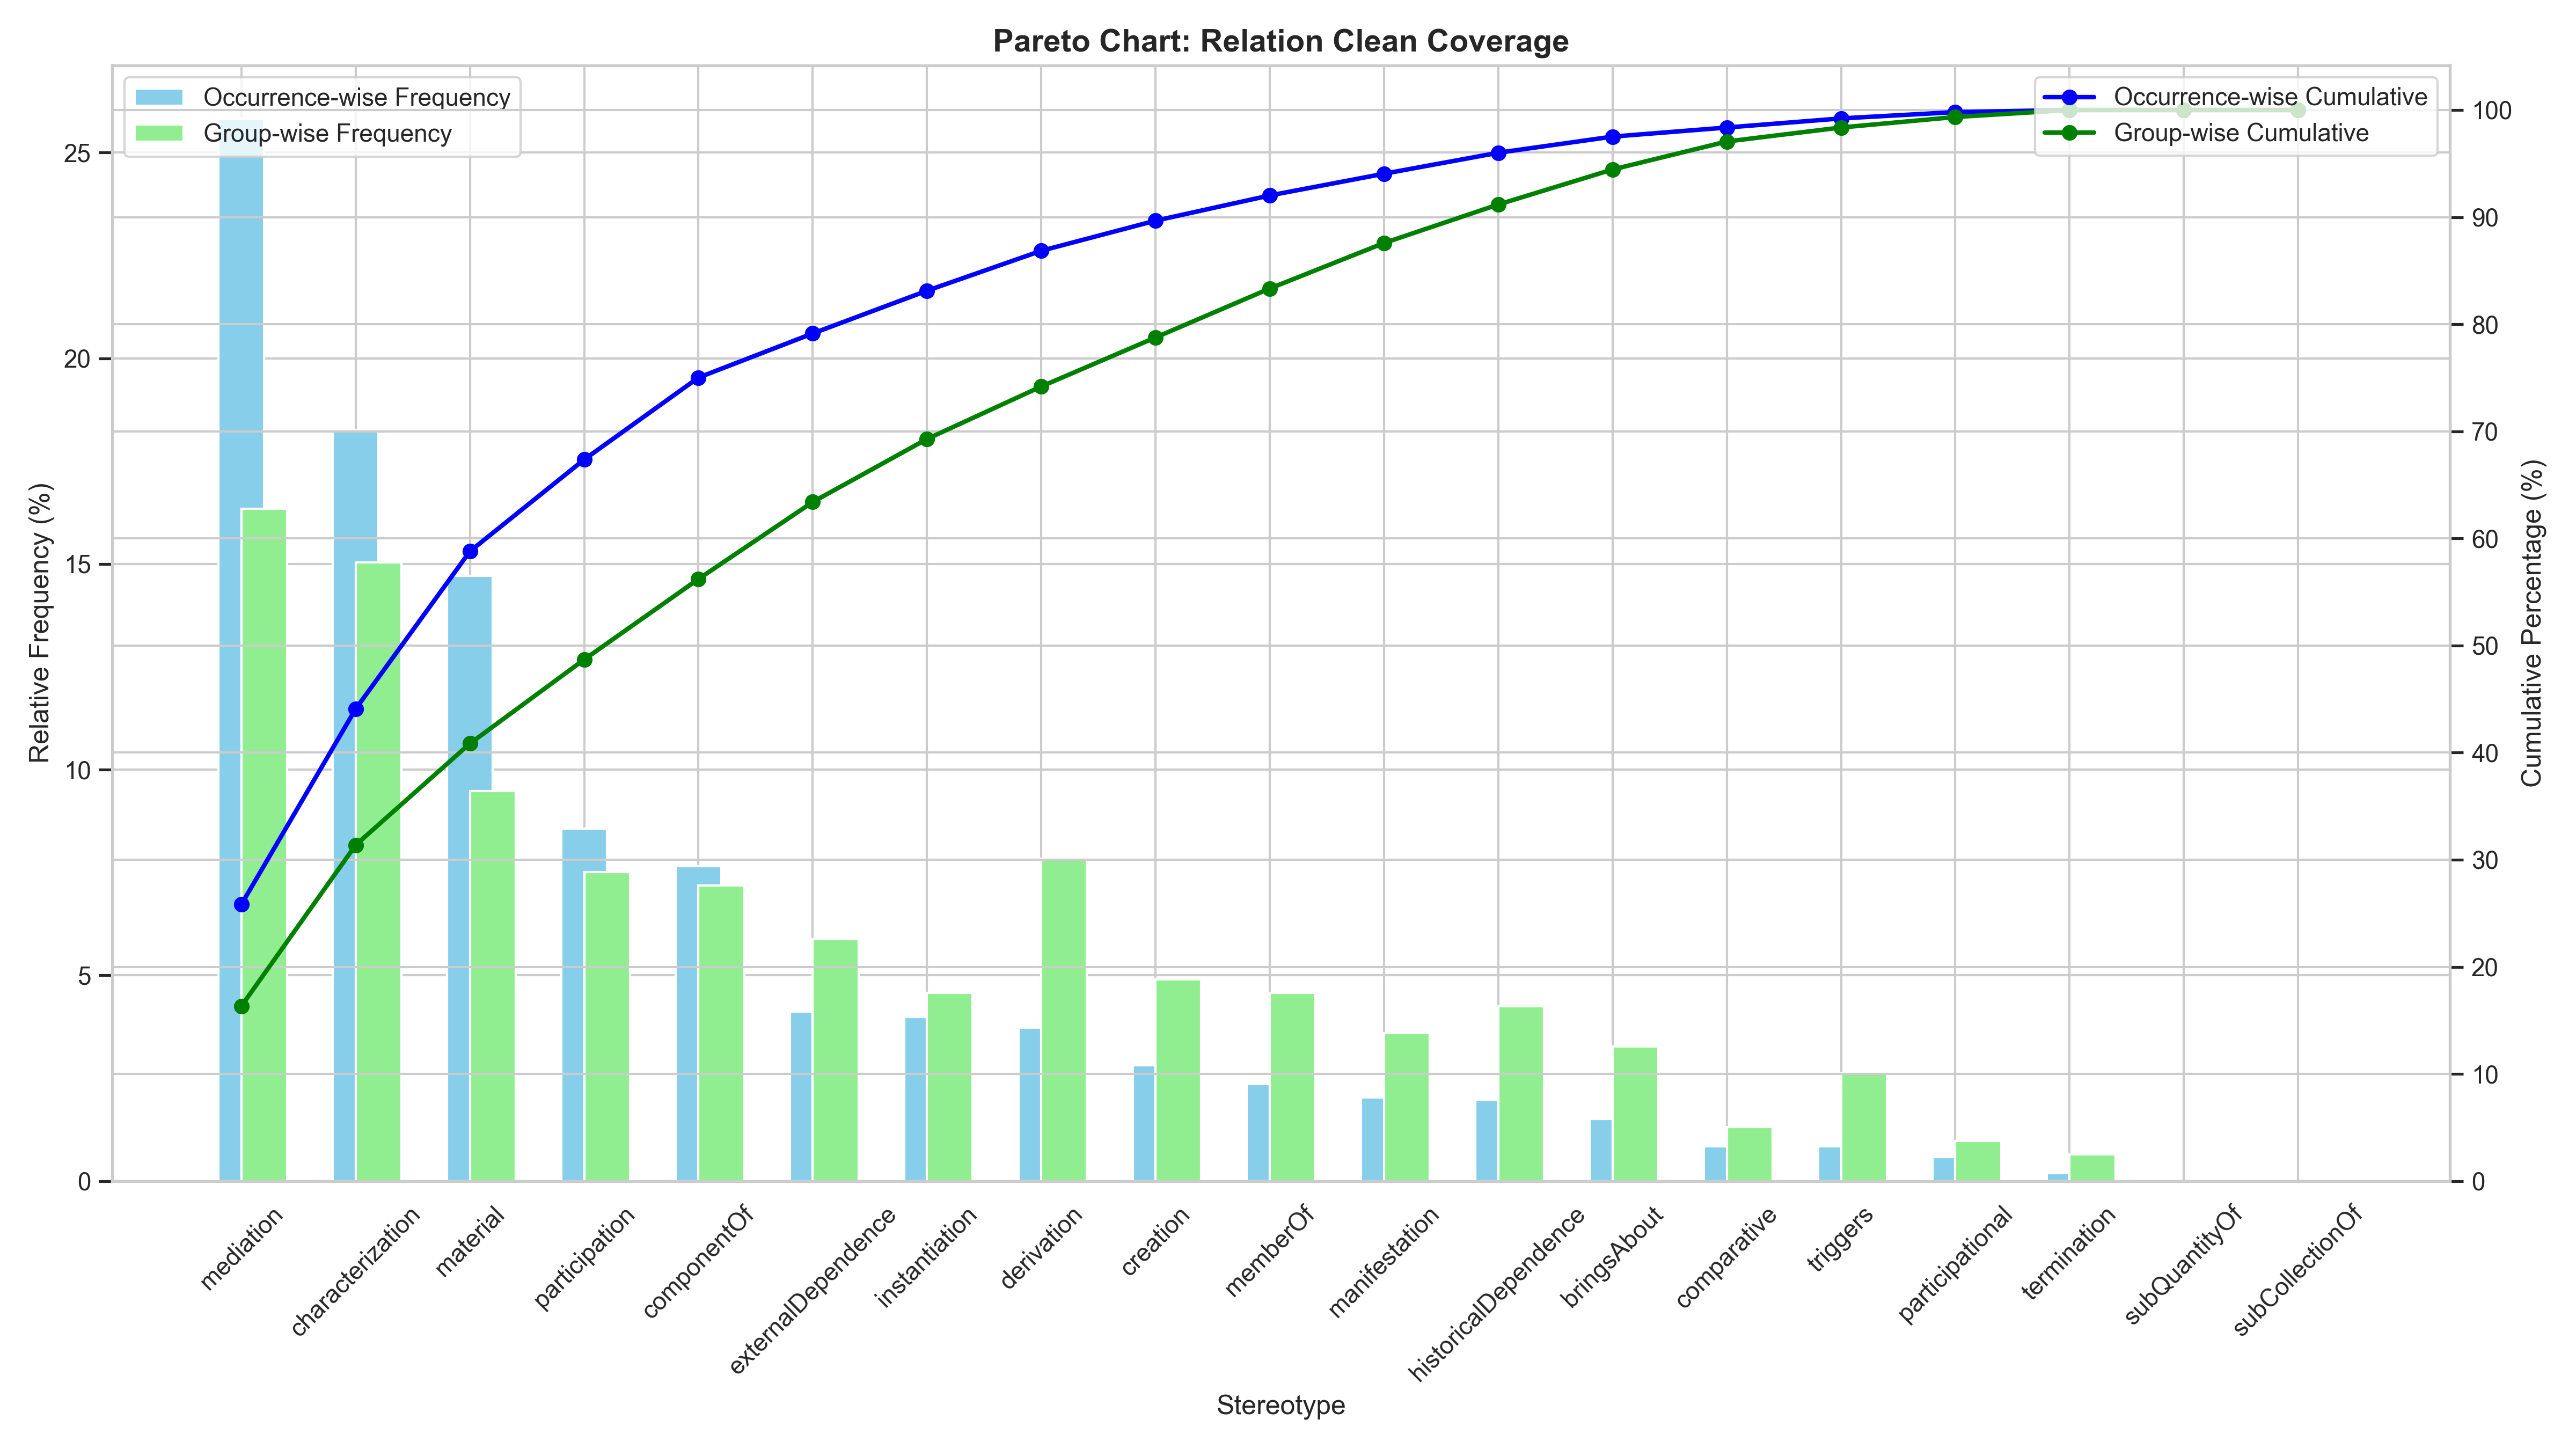 Pareto Chart: Relation Clean Coverage
Occurrence-wise Frequency
Group-wise Frequency
Occurrence-wise Cumulative
Group-wise Cumulative
Relative Frequency (%)
25
20
15
10
5
0
Cumulative Percentage (%)
100
90
80
70
60
50
40
30
20
10
0
mediation
characterization
material
participation
componentOf
externalDependence
instantiation
derivation
creation
memberOf
manifestation
historicalDependence
bringsAbout
comparative
triggers
participational
termination
subQuantityOf
subCollectionOf
Stereotype